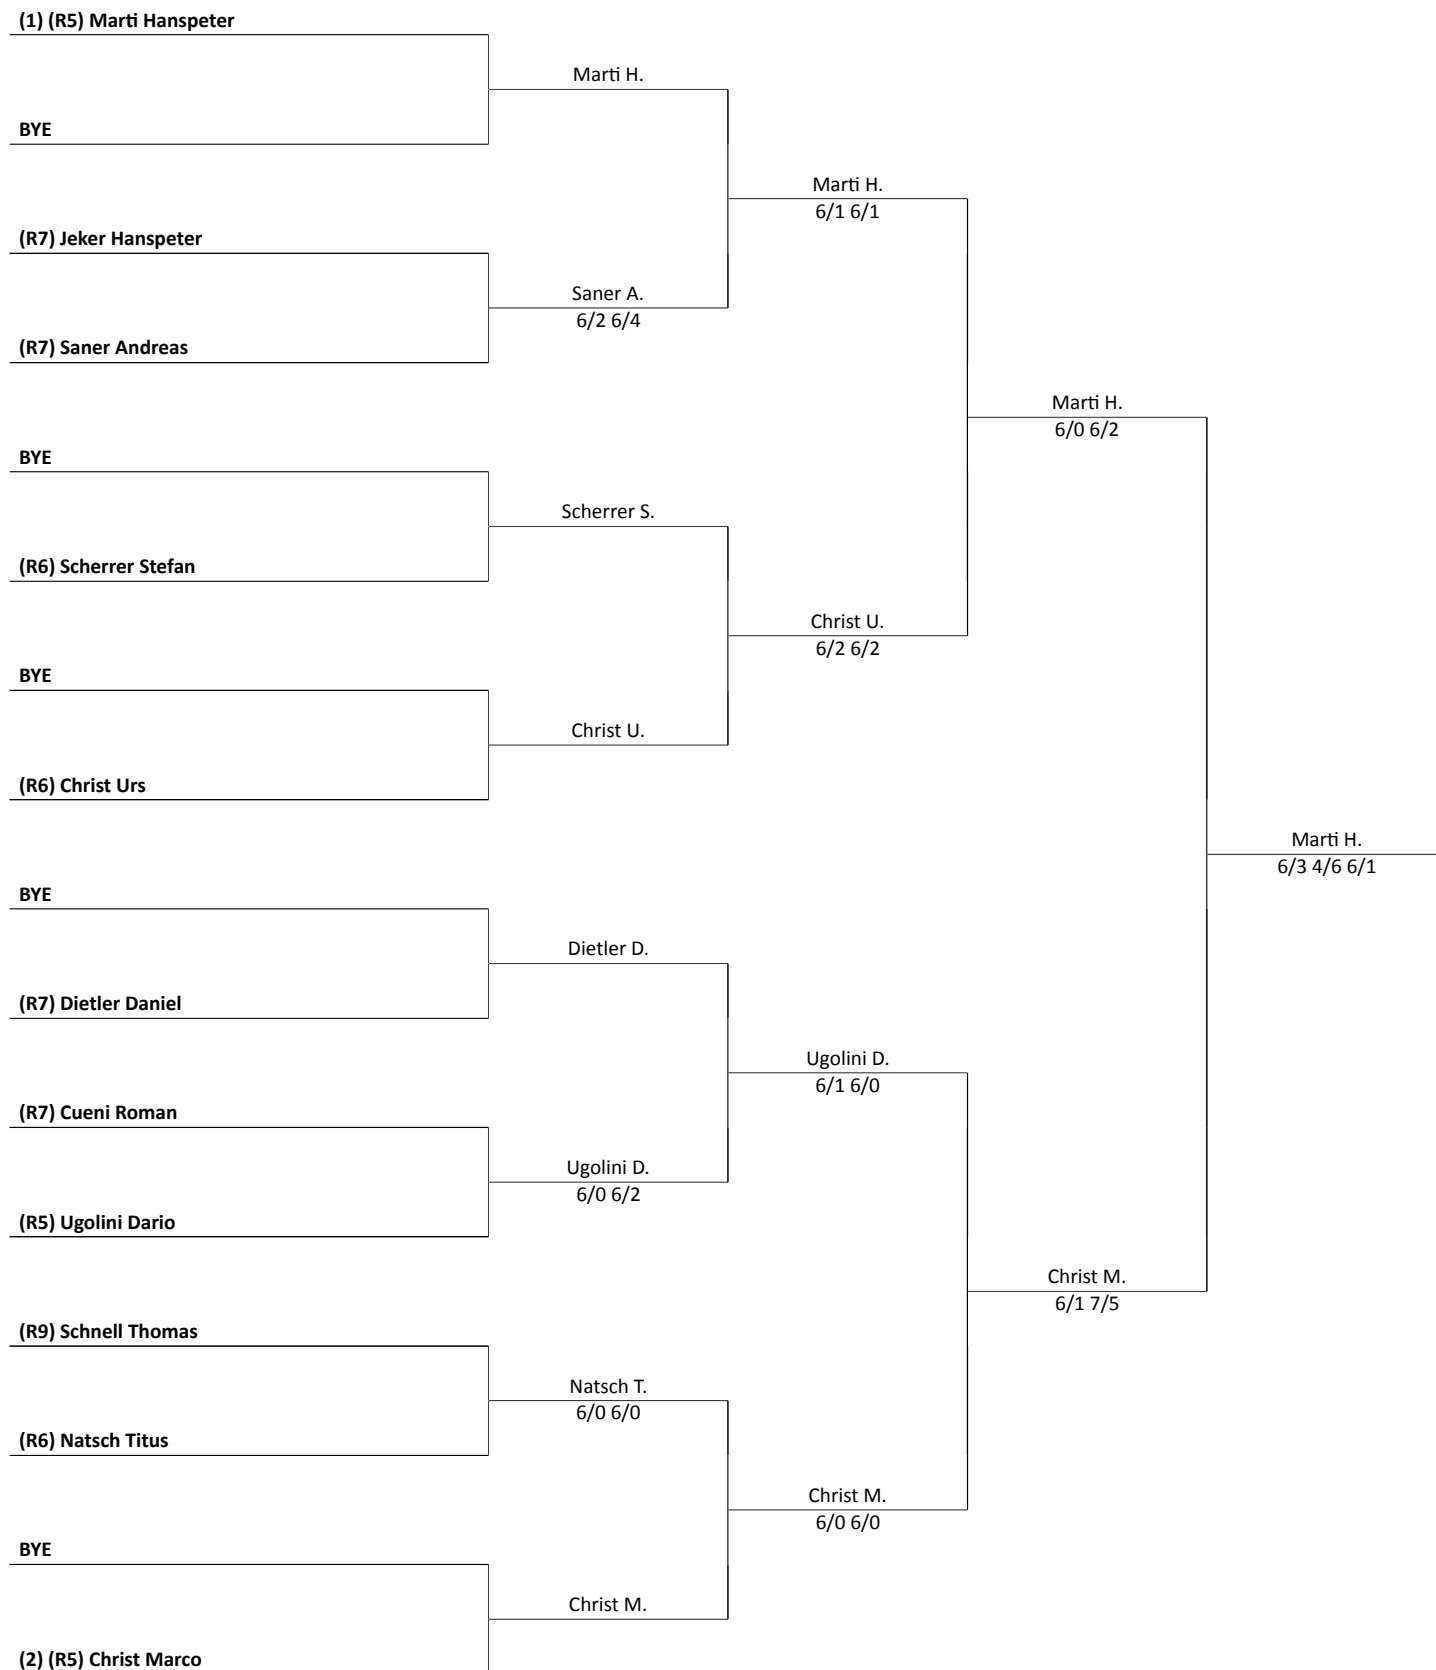 (1) (R5) Marti Hanspeter
Marti H.
BYE
Marti H.
6/1 6/1
(R7) Jeker Hanspeter
Saner A.
6/2 6/4
(R7) Saner Andreas
Marti H.
6/0 6/2
BYE
Scherrer S.
(R6) Scherrer Stefan
Christ U.
6/2 6/2
BYE
Christ U.
(R6) Christ Urs
Marti H.
6/3 4/6 6/1
BYE
Dietler D.
(R7) Dietler Daniel
Ugolini D.
6/1 6/0
(R7) Cueni Roman
Ugolini D.
6/0 6/2
(R5) Ugolini Dario
Christ M.
6/1 7/5
(R9) Schnell Thomas
Natsch T.
6/0 6/0
(R6) Natsch Titus
Christ M.
6/0 6/0
BYE
Christ M.
(2) (R5) Christ Marco